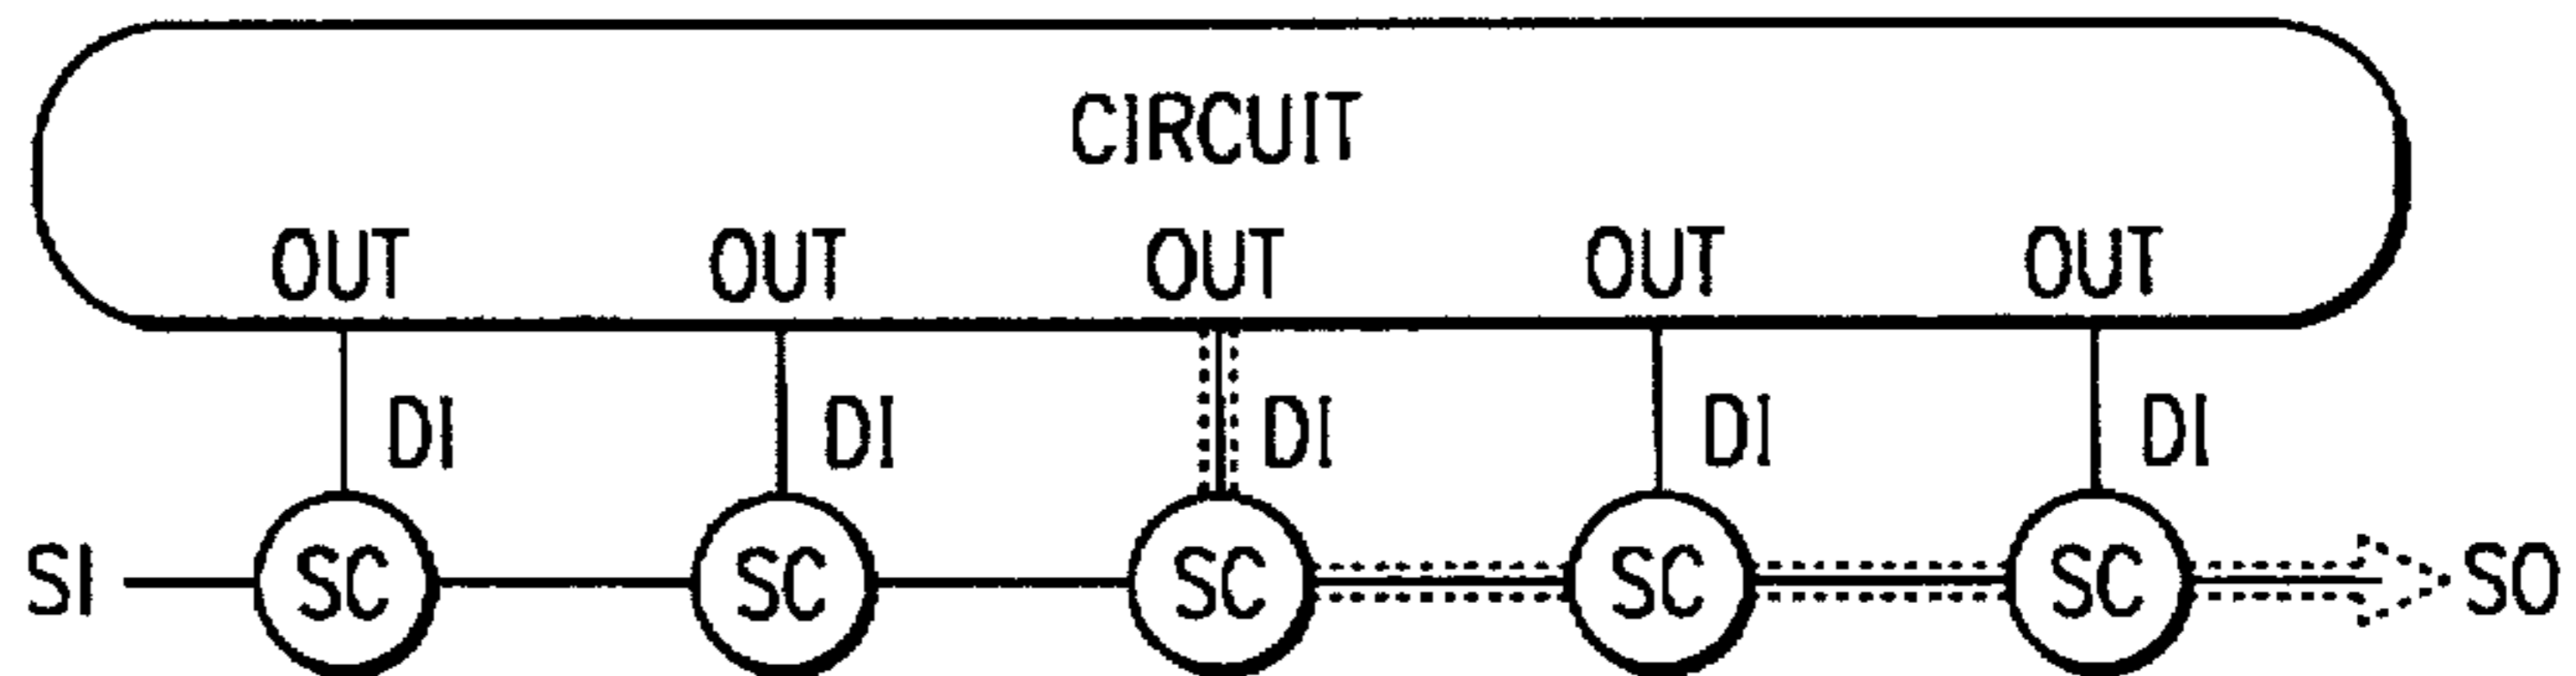 CIRCUIT
OUT OUT OUT OUT OUT
DI DI DI DI DI
SI SC SC SC SC SC SO